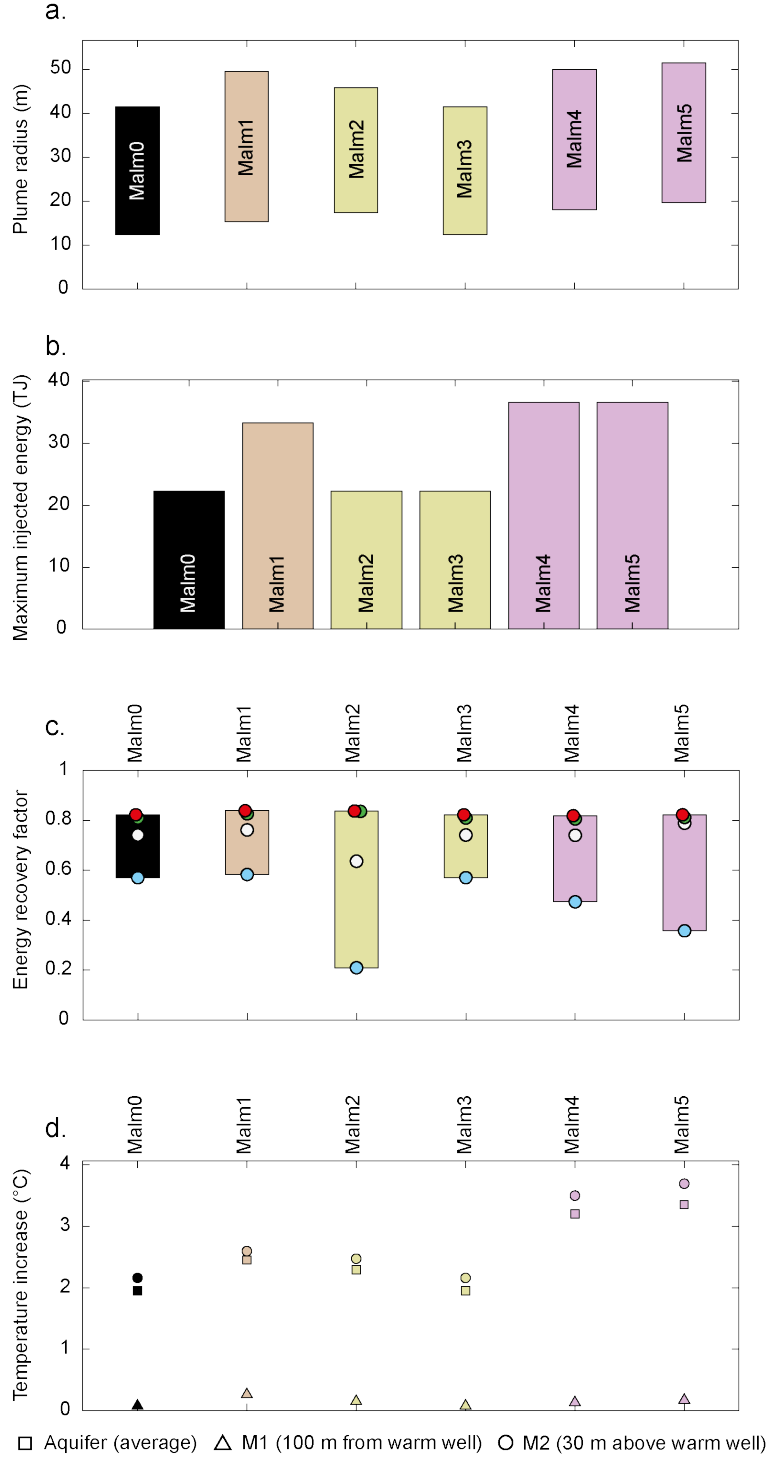 a.
Plume radius (m)
50
40
30
20
10
0
Malm0
Malm1
Malm2
Malm3
Malm4
Malm5
b.
Maximum injected energy (TJ)
40
30
20
10
0
Malm0
Malm1
Malm2
Malm3
Malm4
Malm5
c.
Malm0
Malm1
Malm2
Malm3
Malm4
Malm5
Energy recovery factor
1
0.8
0.6
0.4
0.2
0
d.
Malm0
Malm1
Malm2
Malm3
Malm4
Malm5
Temperature increase (°C)
4
3
2
1
0
Aquifer (average) M1 (100 m from warm well) M2 (30 m above warm well)